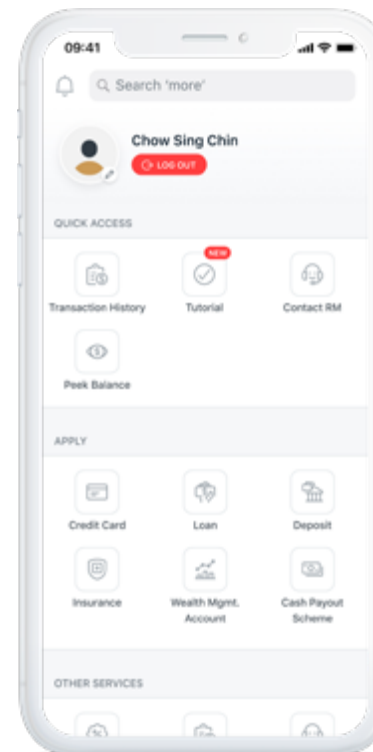 09:41
Search 'more'
Chow Sing Chin
LOG OUT
QUICK ACCESS
NEW
Transaction History
Tutorial
Contact RM
Peek Balance
APPLY
Credit Card
Loan
Deposit
Insurance
Wealth Mgmt.
Account
Cash Payout
Scheme
OTHER SERVICES